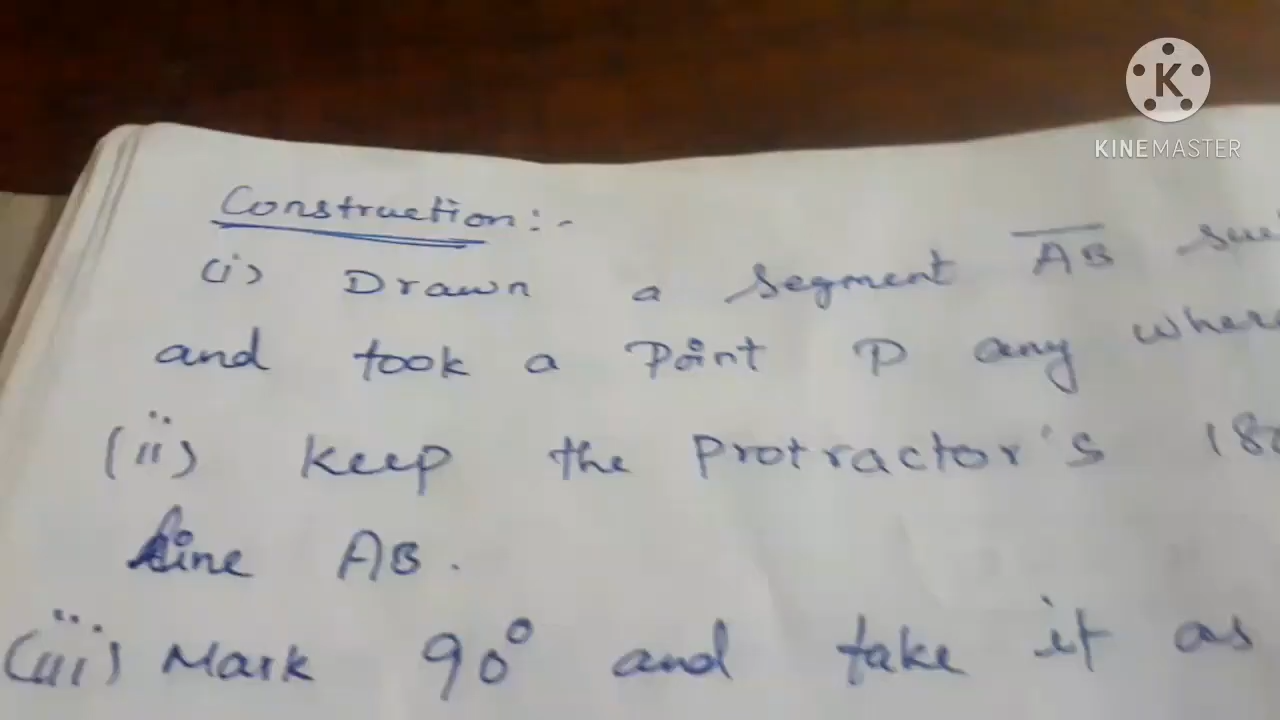 K
KINEMASTER
Construction:-
(i) Drawn a segment AB
and took a Point P any where
(ii) Keep the Protractor's
line AB.
(iii) Mark 90° and take it as